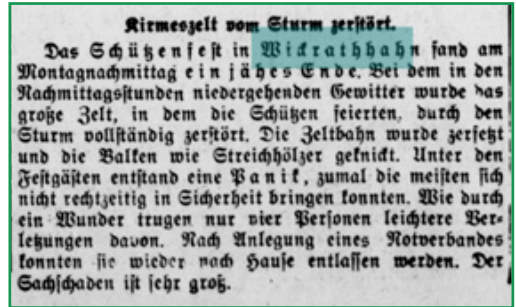 Kirmeszelt vom Sturm zerstört.
Das Schützenfest in Wickrathhahn fand am
Montagnachmittag ein jähes Ende. Bei dem in den
Nachmittagsstunden niedergehenden Gewitter wurde das
große Zelt, in dem die Schützen feierten, durch den
Sturm vollständig zerstört. Die Zeltbahn wurde zerfetzt
und die Balken wie Streichhölzer geknickt. Unter den
Festgästen entstand eine Panik, zumal die meisten sich
nicht rechtzeitig in Sicherheit bringen konnten. Wie durch
ein Wunder trugen nur vier Personen leichtere Ver-
letzungen davon. Nach Anlegung eines Notverbandes
konnten sie wieder nach Hause entlassen werden. Der
Sachschaden ist sehr groß.